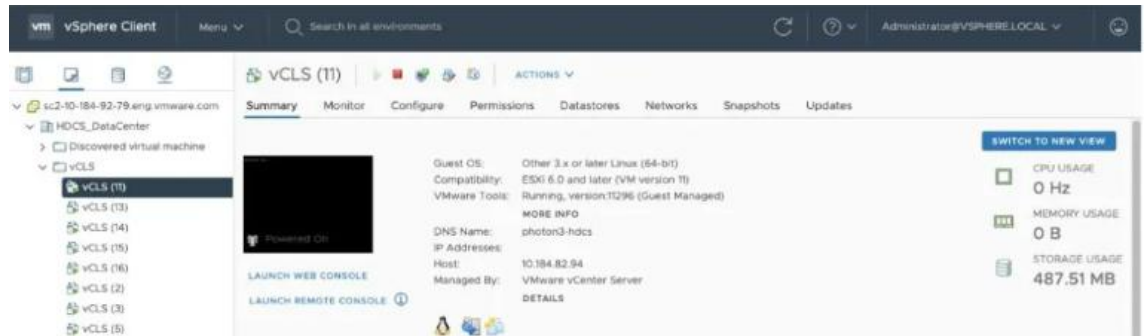 vm vSphere Client Menu Search in all environments Administrator@VSPHERE.LOCAL
vCLS (11) ACTIONS
sc2-10-184-92-79.eng.vmware.com
Summary Monitor Configure Permissions Datastores Networks Snapshots Updates
HDCS_DataCenter
Discovered virtual machine
vCLS
vCLS (11)
vCLS (13)
vCLS (14)
vCLS (15)
vCLS (16)
vCLS (2)
vCLS (3)
vCLS (5)
Powered On
LAUNCH WEB CONSOLE
LAUNCH REMOTE CONSOLE
Guest OS: Other 3.x or later Linux (64-bit)
Compatibility: ESXi 6.0 and later (VM version 11)
VMware Tools: Running, version:11296 (Guest Managed)
MORE INFO
DNS Name: photon3-hdcs
IP Addresses:
Host: 10.184.82.94
Managed By: VMware vCenter Server
DETAILS
SWITCH TO NEW VIEW
CPU USAGE
0 Hz
MEMORY USAGE
0 B
STORAGE USAGE
487.51 MB